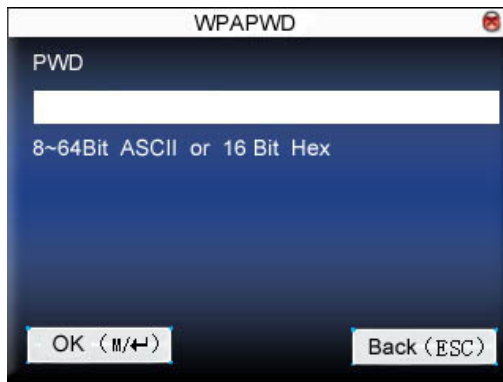 WPAPWD
PWD
8~64Bit ASCII or 16 Bit Hex
OK (M/↵) Back (ESC)